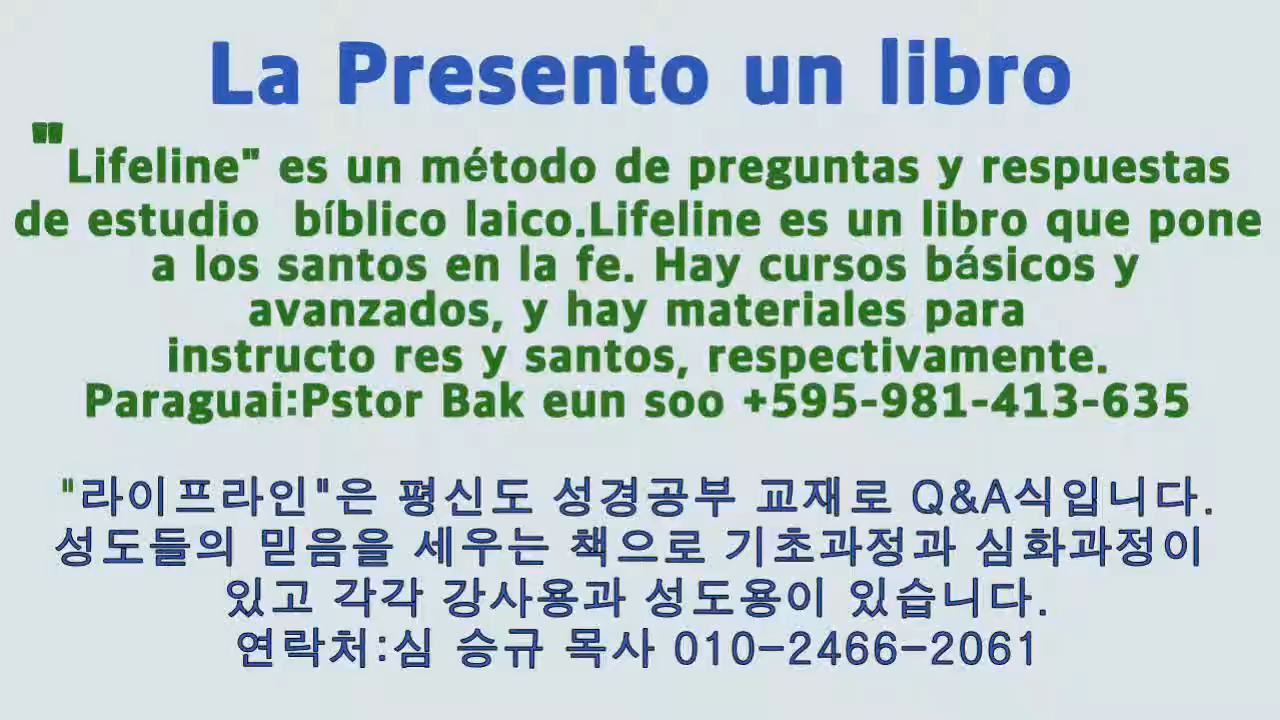 La Presento un libro
"Lifeline" es un método de preguntas y respuestas
de estudio bíblico laico.Lifeline es un libro que pone
a los santos en la fe. Hay cursos básicos y
avanzados, y hay materiales para
instructo res y santos, respectivamente.
Paraguai:Pstor Bak eun soo +595-981-413-635
"라이프라인"은 평신도 성경공부 교재로 Q&A식입니다.
성도들의 믿음을 세우는 책으로 기초과정과 심화과정이
있고 각각 강사용과 성도용이 있습니다.
연락처:심 승규 목사 010-2466-2061